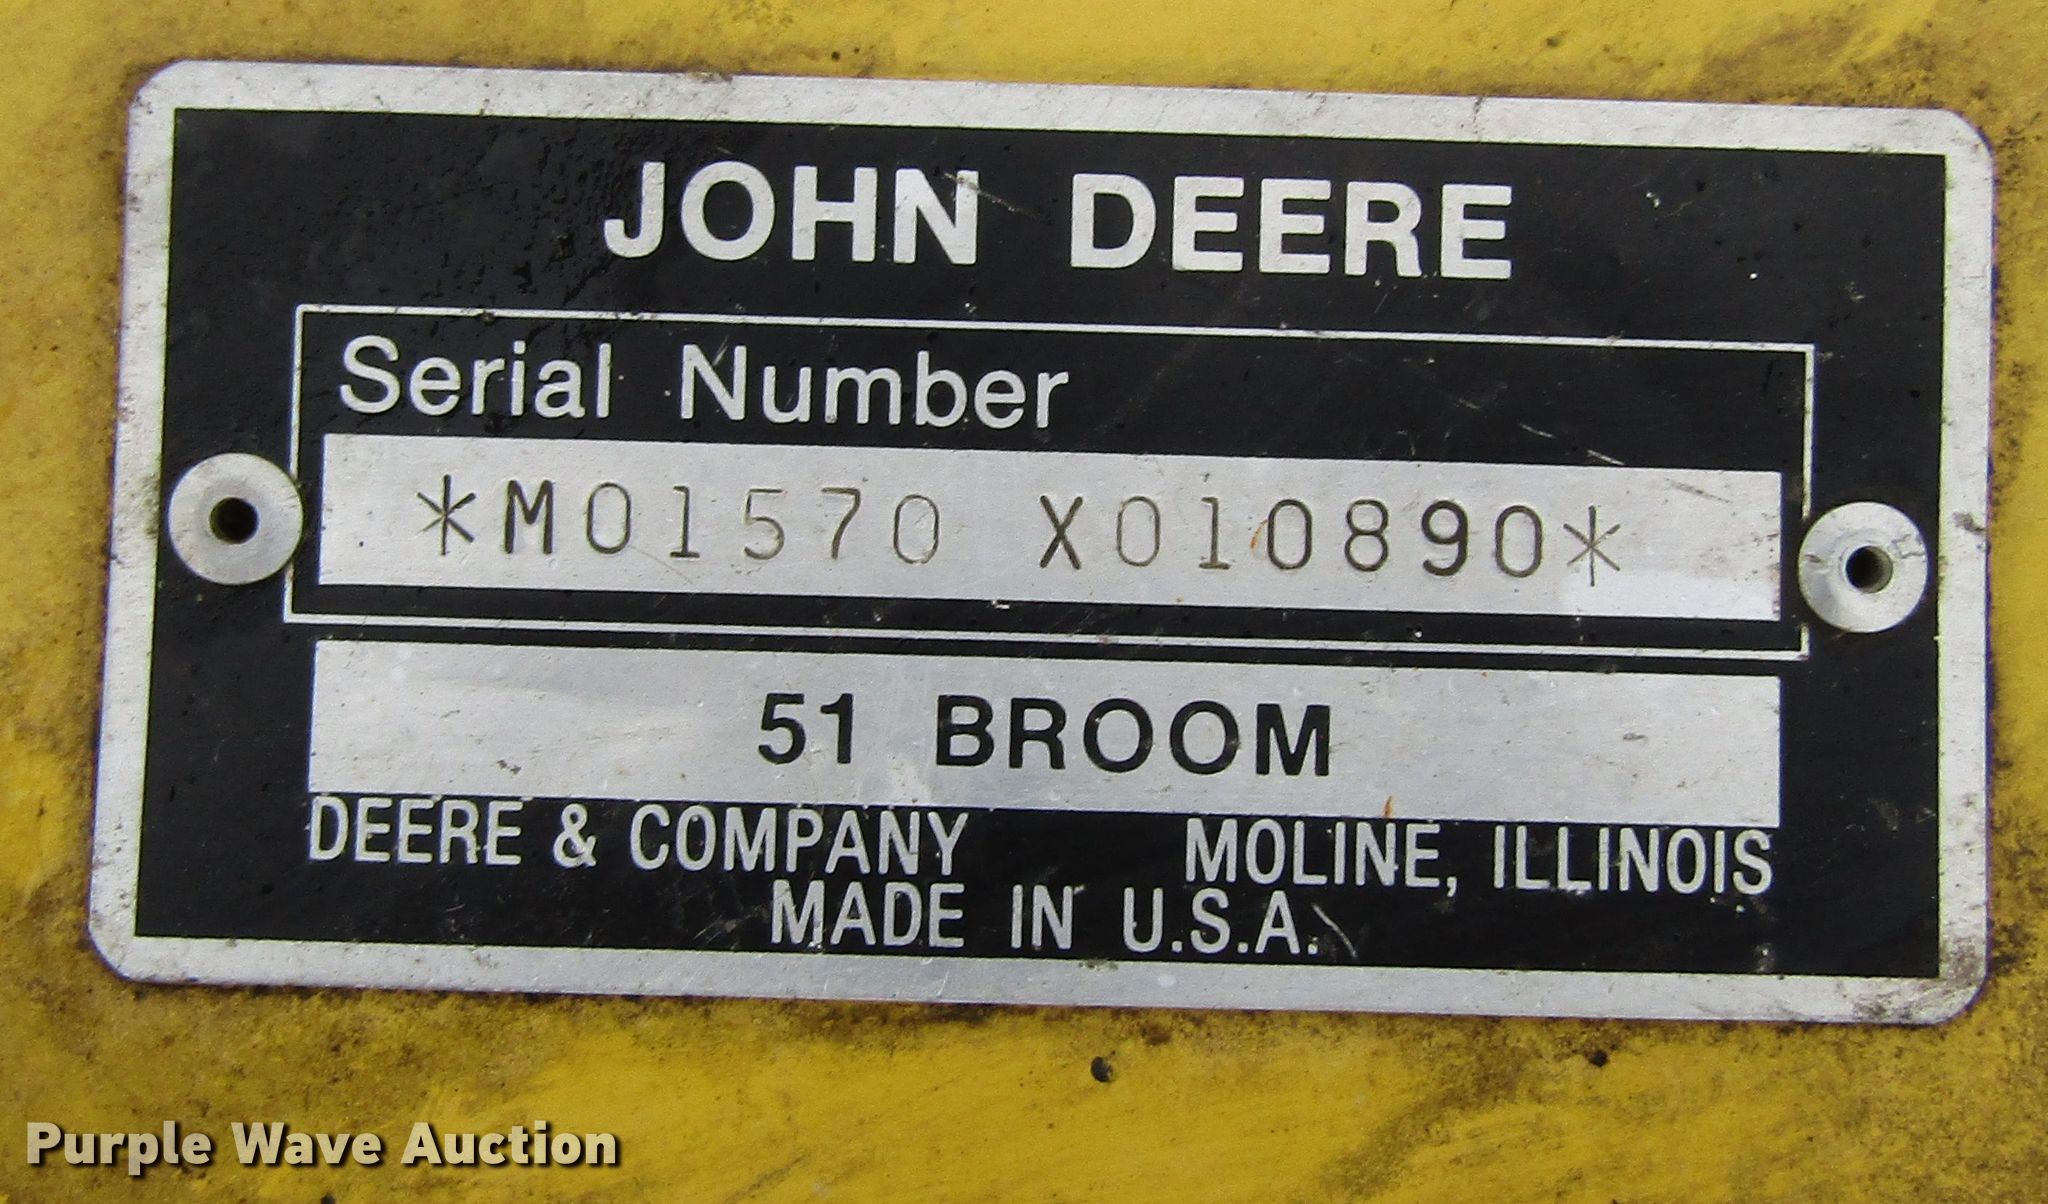 JOHN DEERE
Serial Number
*M01570 X010890*
51 BROOM
DEERE & COMPANY MOLINE, ILLINOIS
MADE IN U.S.A.
Purple Wave Auction